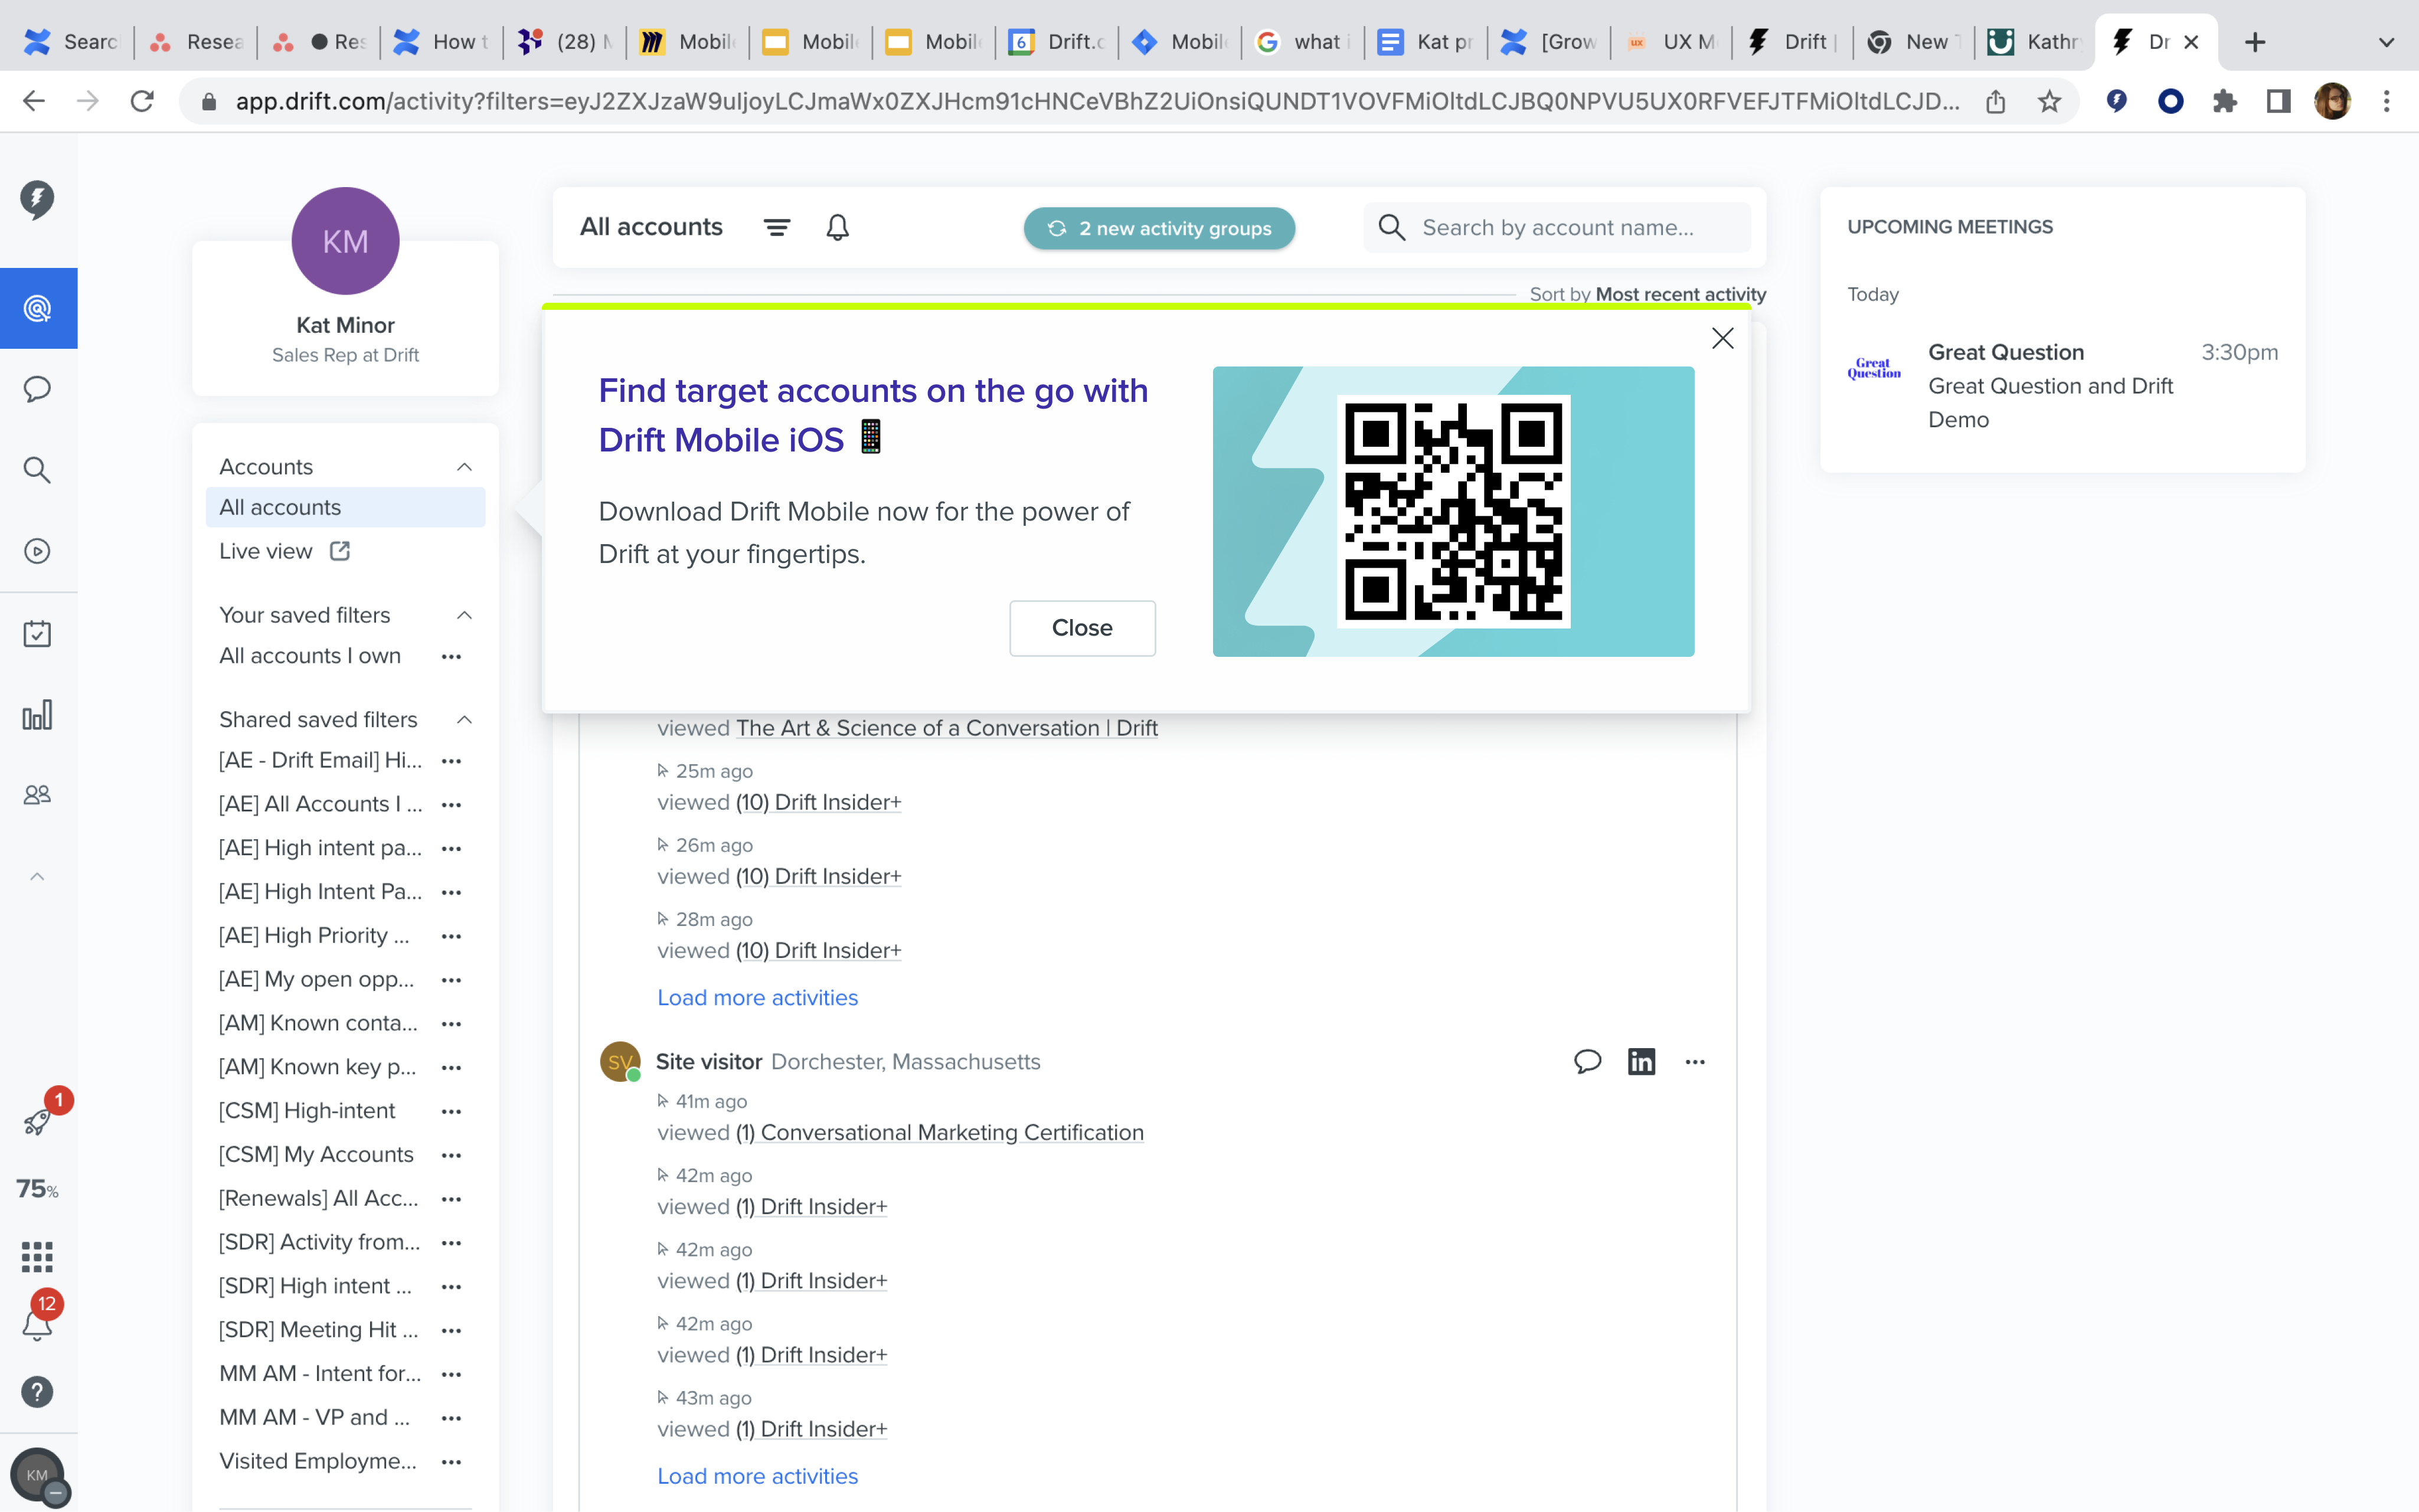 Searc
Resea
Res
How t
(28) M
Mobil
Mobil
Mobil
6
Drift.c
Mobil
what i
Kat pr
[Grow
ux
UX M
Drift |
New T
Kathr
Dr
app.drift.com/activity?filters=eyJ2ZXJzaW9uIjoyLCJmaWx0ZXJHcm91cHNCeVBhZ2UiOnsiQUNDT1VOVFMiOltdLCJBQ0NPVU5UX0RFVEFJTFMiOltdLCJD...
KM
Kat Minor
Sales Rep at Drift
Accounts
All accounts
Live view
Your saved filters
All accounts I own
Shared saved filters
[AE - Drift Email] Hi...
[AE] All Accounts I ...
[AE] High intent pa...
[AE] High Intent Pa...
[AE] High Priority ...
[AE] My open opp...
[AM] Known conta...
[AM] Known key p...
[CSM] High-intent
[CSM] My Accounts
[Renewals] All Acc...
[SDR] Activity from...
[SDR] High intent ...
[SDR] Meeting Hit ...
MM AM - Intent for...
MM AM - VP and ...
Visited Employme...
1
75%
12
?
KM
All accounts
2 new activity groups
Search by account name...
Sort by Most recent activity
Find target accounts on the go with
Drift Mobile iOS
Download Drift Mobile now for the power of
Drift at your fingertips.
Close
viewed The Art & Science of a Conversation | Drift
25m ago
viewed (10) Drift Insider+
26m ago
viewed (10) Drift Insider+
28m ago
viewed (10) Drift Insider+
Load more activities
SV
Site visitor Dorchester, Massachusetts
in
41m ago
viewed (1) Conversational Marketing Certification
42m ago
viewed (1) Drift Insider+
42m ago
viewed (1) Drift Insider+
42m ago
viewed (1) Drift Insider+
43m ago
viewed (1) Drift Insider+
Load more activities
UPCOMING MEETINGS
Today
Great Question
Great Question
3:30pm
Great Question and Drift
Demo